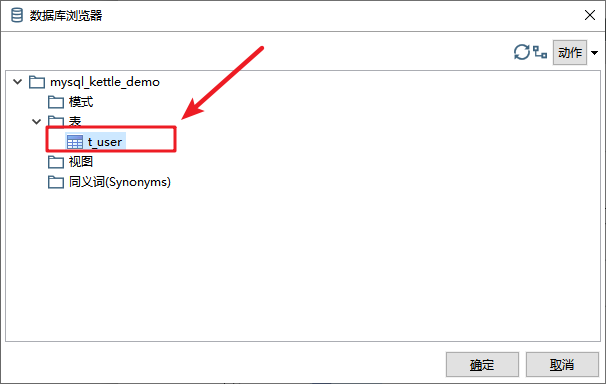 数据库浏览器
动作
mysql_kettle_demo
模式
表
t_user
视图
同义词(Synonyms)
确定
取消